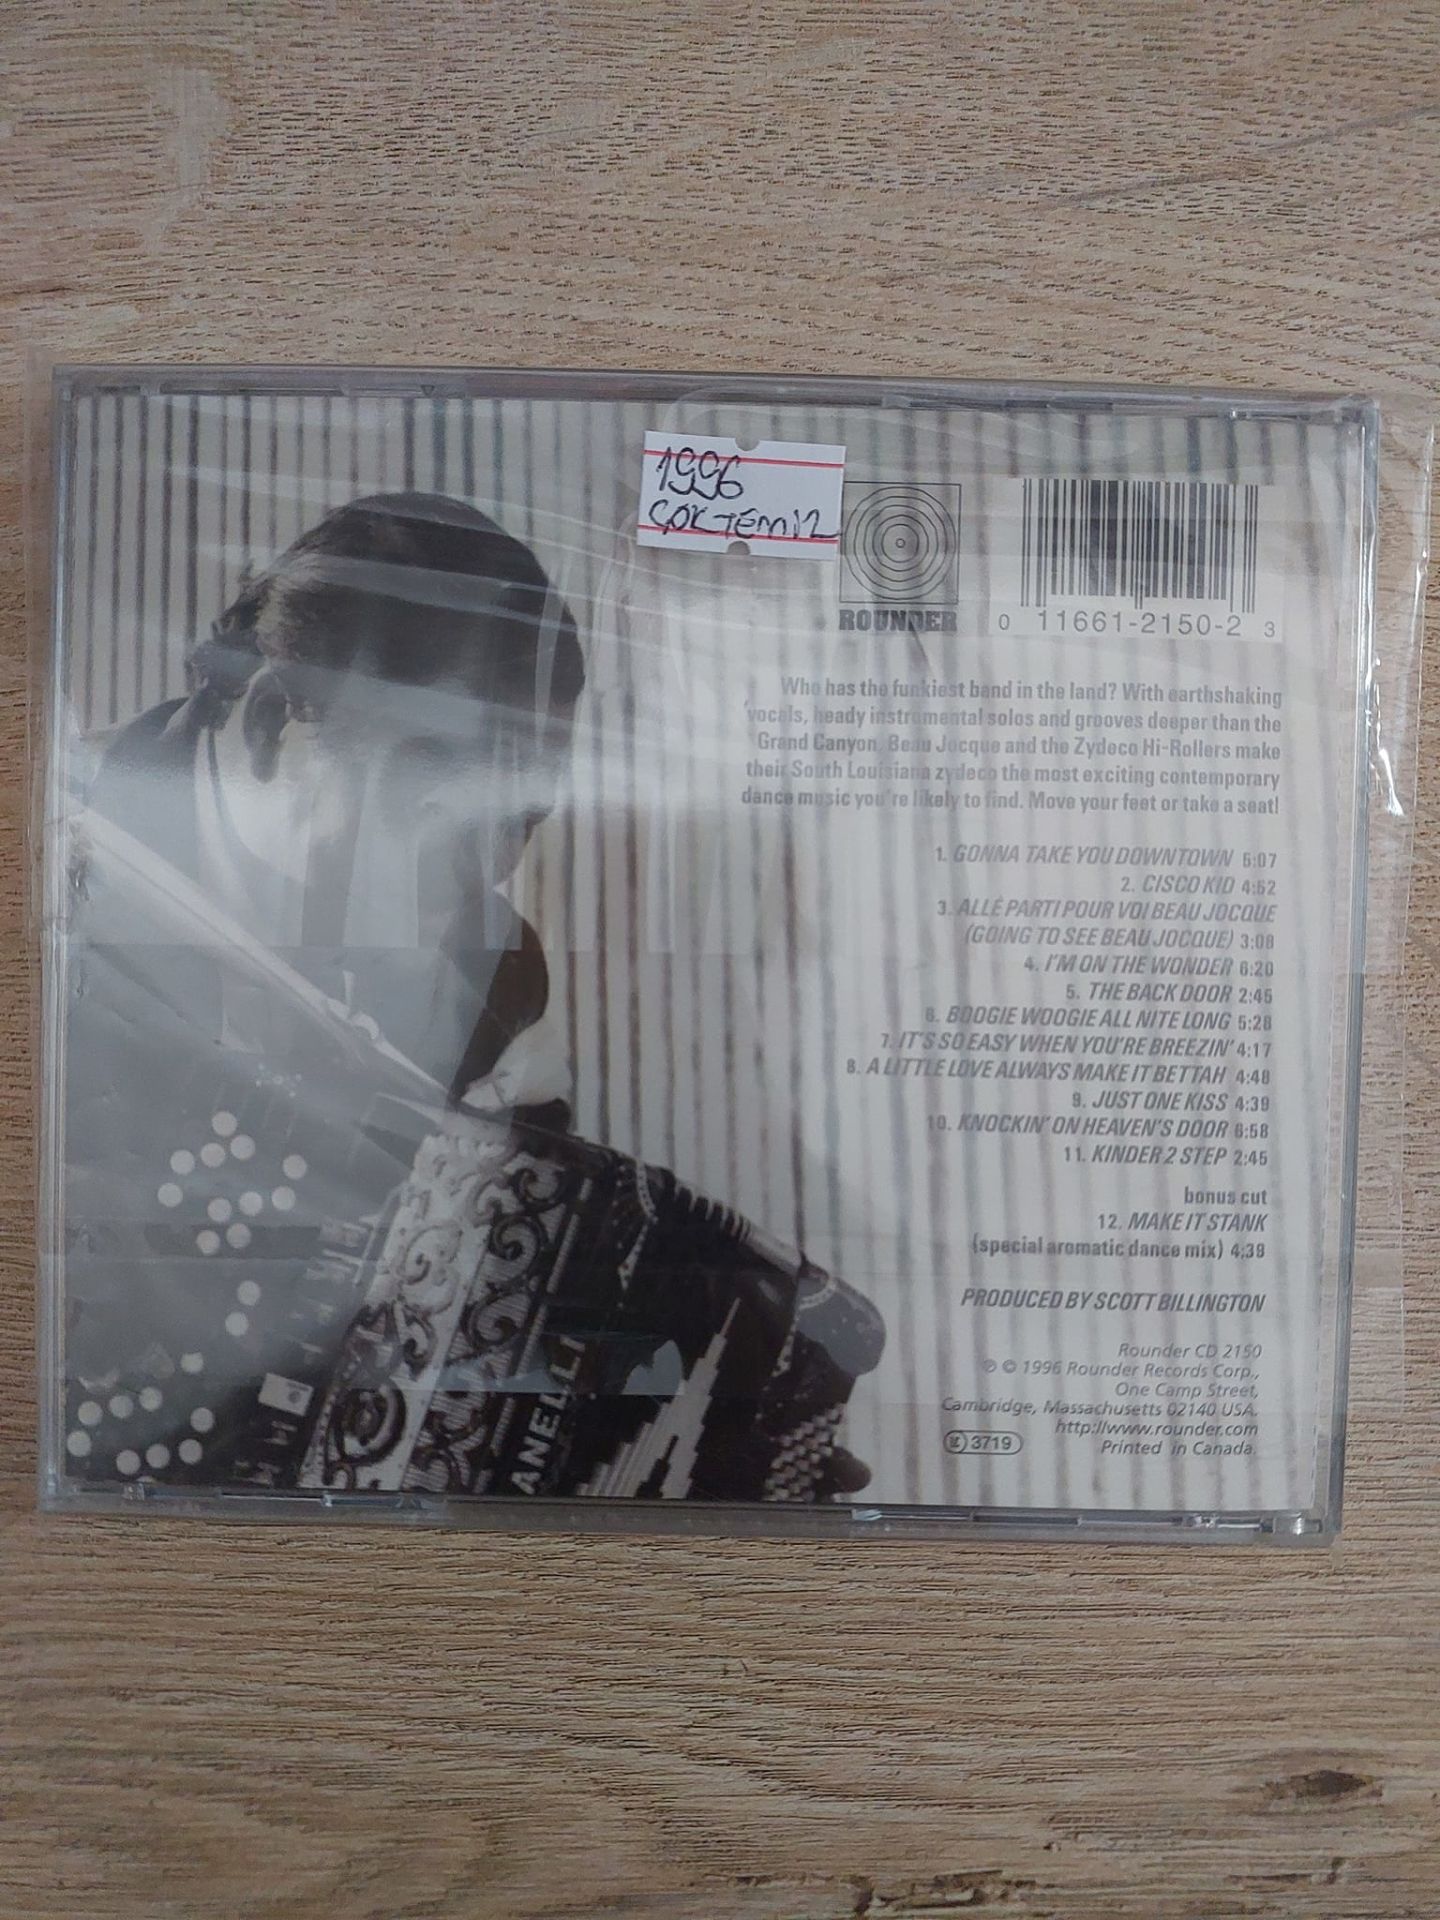 1996
ÇOK TEMİZ
ROUNDER
0 11661-2150-2 3
Who has the funkiest band in the land? With earthshaking
vocals, heady instrumental solos and grooves deeper than the
Grand Canyon, Beau Jocque and the Zydeco Hi-Rollers make
their South Louisiana zydeco the most exciting contemporary
dance music you're likely to find. Move your feet or take a seat!
1. GONNA TAKE YOU DOWNTOWN 5:07
2. CISCO KID 4:52
3. ALLÉ PARTI POUR VOI BEAU JOCQUE
(GOING TO SEE BEAU JOCQUE) 3:08
4. I'M ON THE WONDER 6:20
5. THE BACK DOOR 2:45
6. BOOGIE WOOGIE ALL NITE LONG 5:28
7. IT'S SO EASY WHEN YOU'RE BREEZIN' 4:17
8. A LITTLE LOVE ALWAYS MAKE IT BETTAH 4:48
9. JUST ONE KISS 4:39
10. KNOCKIN' ON HEAVEN'S DOOR 6:58
11. KINDER 2 STEP 2:45
bonus cut
12. MAKE IT STANK
(special aromatic dance mix) 4:39
PRODUCED BY SCOTT BILLINGTON
Rounder CD 2150
℗ © 1996 Rounder Records Corp.,
One Camp Street,
Cambridge, Massachusetts 02140 USA.
http://www.rounder.com
3719 Printed in Canada.
ANELLI